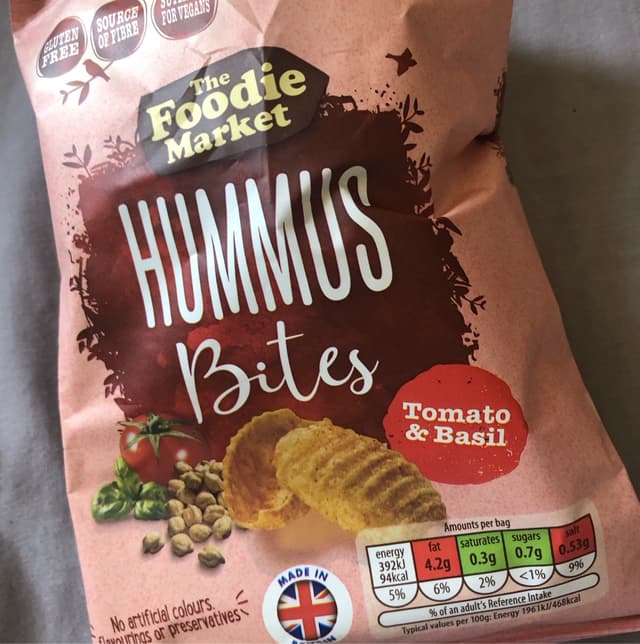 GLUTEN
FREE
SOURCE
OF FIBRE
FOR VEGANS
The
Foodie
Market
HUMMUS
Bites
Tomato
& Basil
Amounts per bag
energy
392kJ
94kcal
5%
fat
4.2g
6%
saturates
0.3g
2%
sugars
0.7g
<1%
salt
0.53g
9%
% of an adult's Reference Intake
Typical values per 100g: Energy 1961kJ/468kcal
MADE IN
BRITAIN
No artificial colours,
flavourings or preservatives